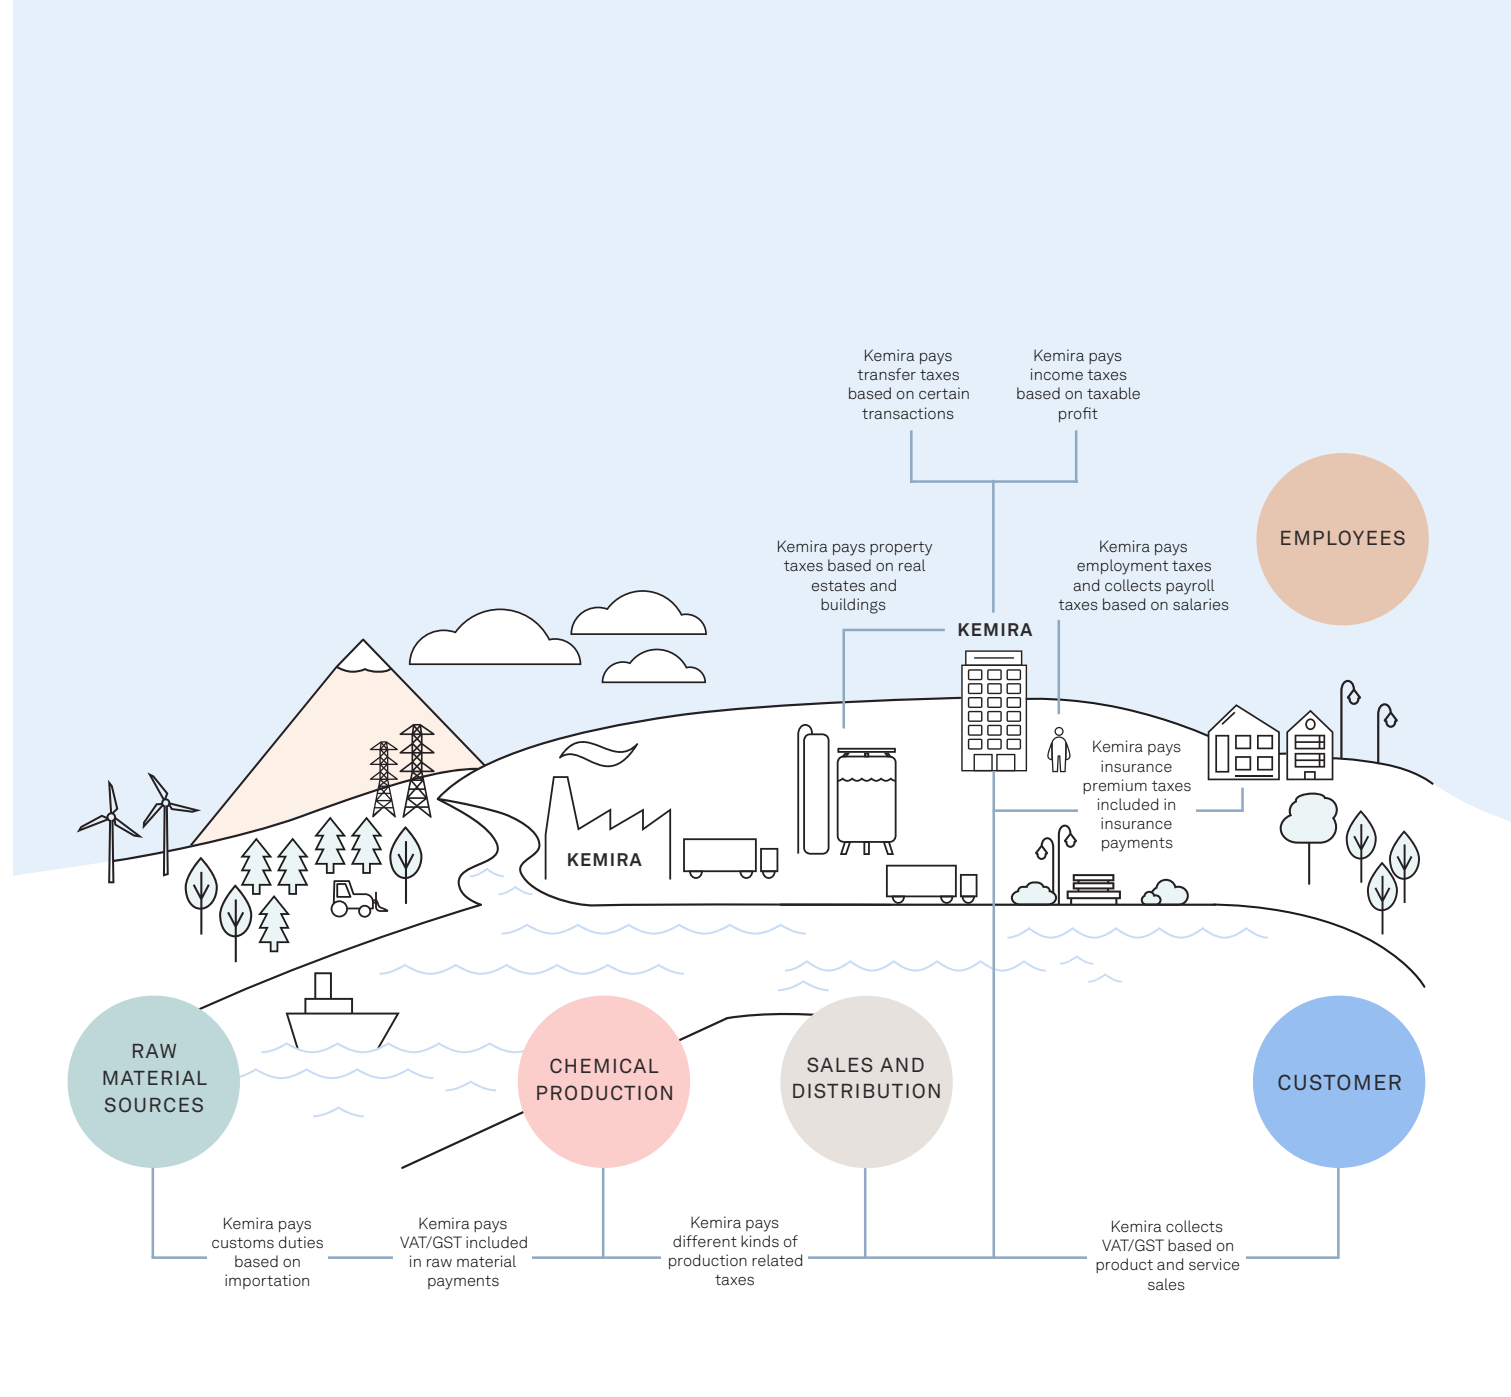 Kemira pays
transfer taxes
based on certain
transactions
Kemira pays
income taxes
based on taxable
profit
EMPLOYEES
Kemira pays property
taxes based on real
estates and
buildings
Kemira pays
employment taxes
and collects payroll
taxes based on salaries
KEMIRA
Kemira pays
insurance
premium taxes
included in
insurance
payments
KEMIRA
RAW
MATERIAL
SOURCES
CHEMICAL
PRODUCTION
SALES AND
DISTRIBUTION
CUSTOMER
Kemira pays
customs duties
based on
importation
Kemira pays
VAT/GST included
in raw material
payments
Kemira pays
different kinds of
production related
taxes
Kemira collects
VAT/GST based on
product and service
sales